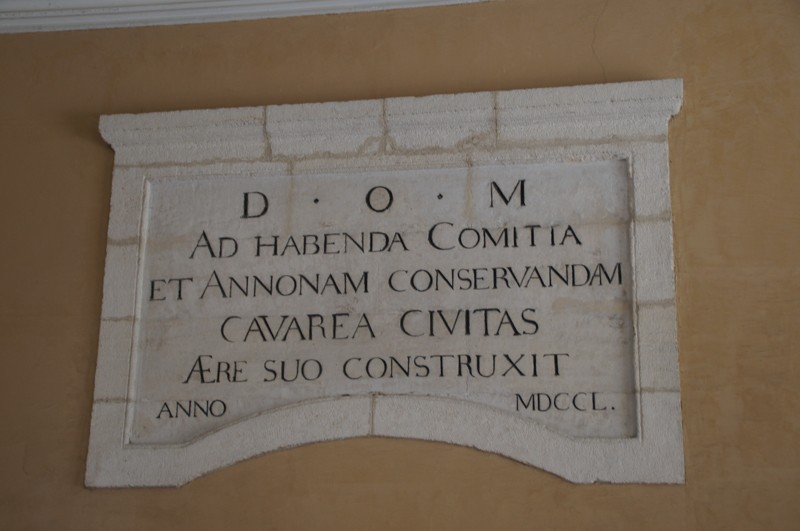 D · O · M
AD HABENDA COMITIA
ET ANNONAM CONSERVANDAM
CAVAREA CIVITAS
ÆRE SUO CONSTRUXIT
ANNO MDCCL.